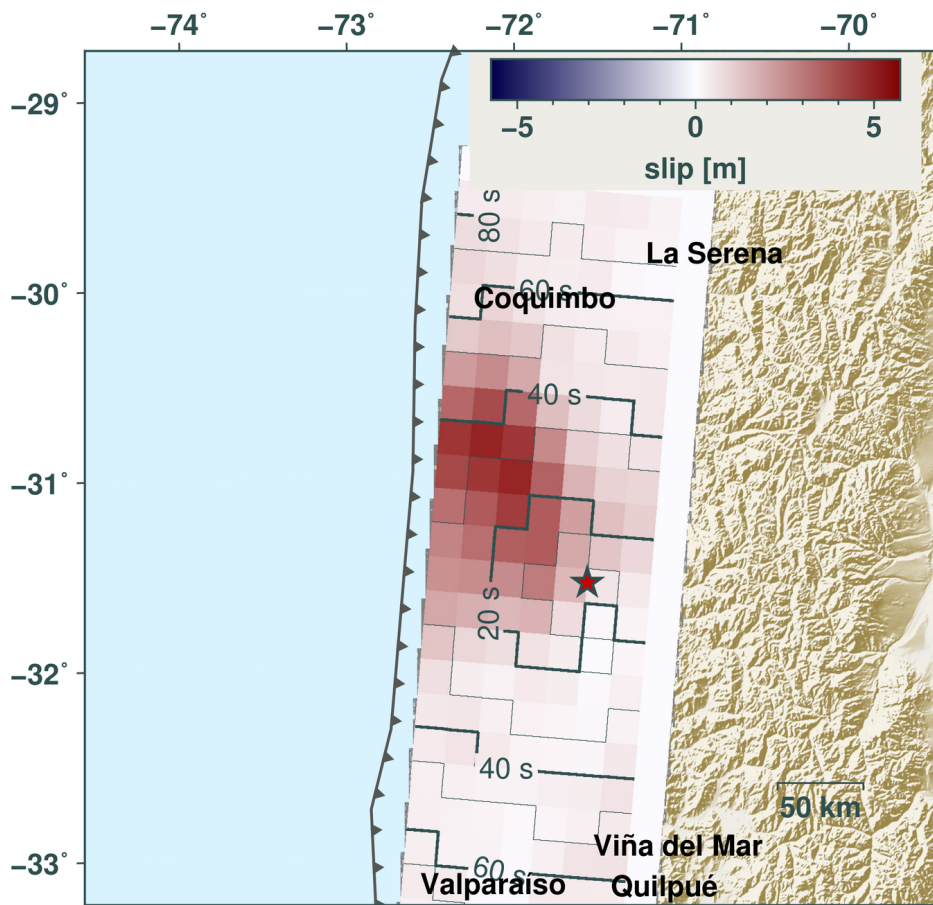 −74° −73° −72° −71° −70°
−29°
−30°
−31°
−32°
−33°
−5 0 5
slip [m]
80 s
La Serena
60 s
Coquimbo
40 s
20 s
40 s
50 km
Viña del Mar
60 s
Valparaíso Quilpué